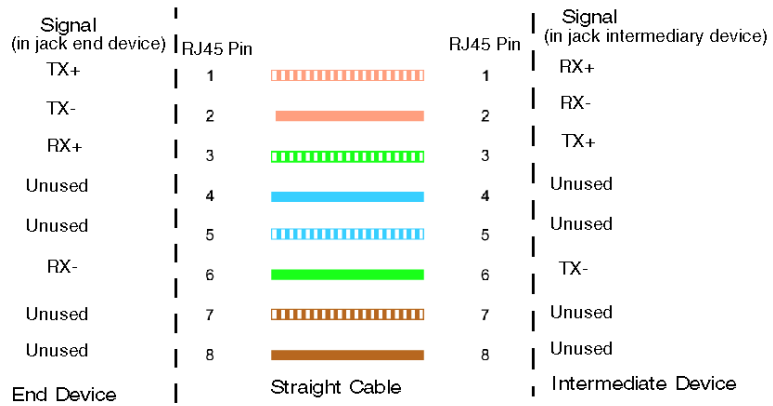 Signal
(in jack end device)
RJ45 Pin
RJ45 Pin
Signal
(in jack intermediary device)
TX+ 1 1 RX+
TX- 2 2 RX-
RX+ 3 3 TX+
Unused 4 4 Unused
Unused 5 5 Unused
RX- 6 6 TX-
Unused 7 7 Unused
Unused 8 8 Unused
End Device
Straight Cable
Intermediate Device